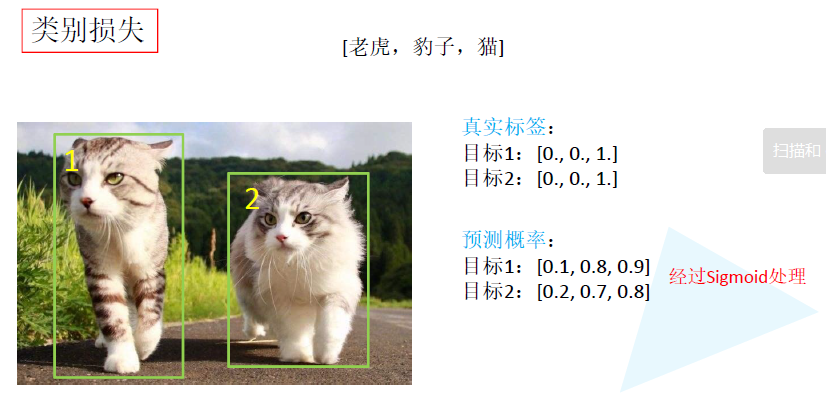 类别损失
[老虎，豹子，猫]
1
2
真实标签：
目标1：[0., 0., 1.]
目标2：[0., 0., 1.]
扫描和
预测概率：
目标1：[0.1, 0.8, 0.9]
目标2：[0.2, 0.7, 0.8]
经过Sigmoid处理